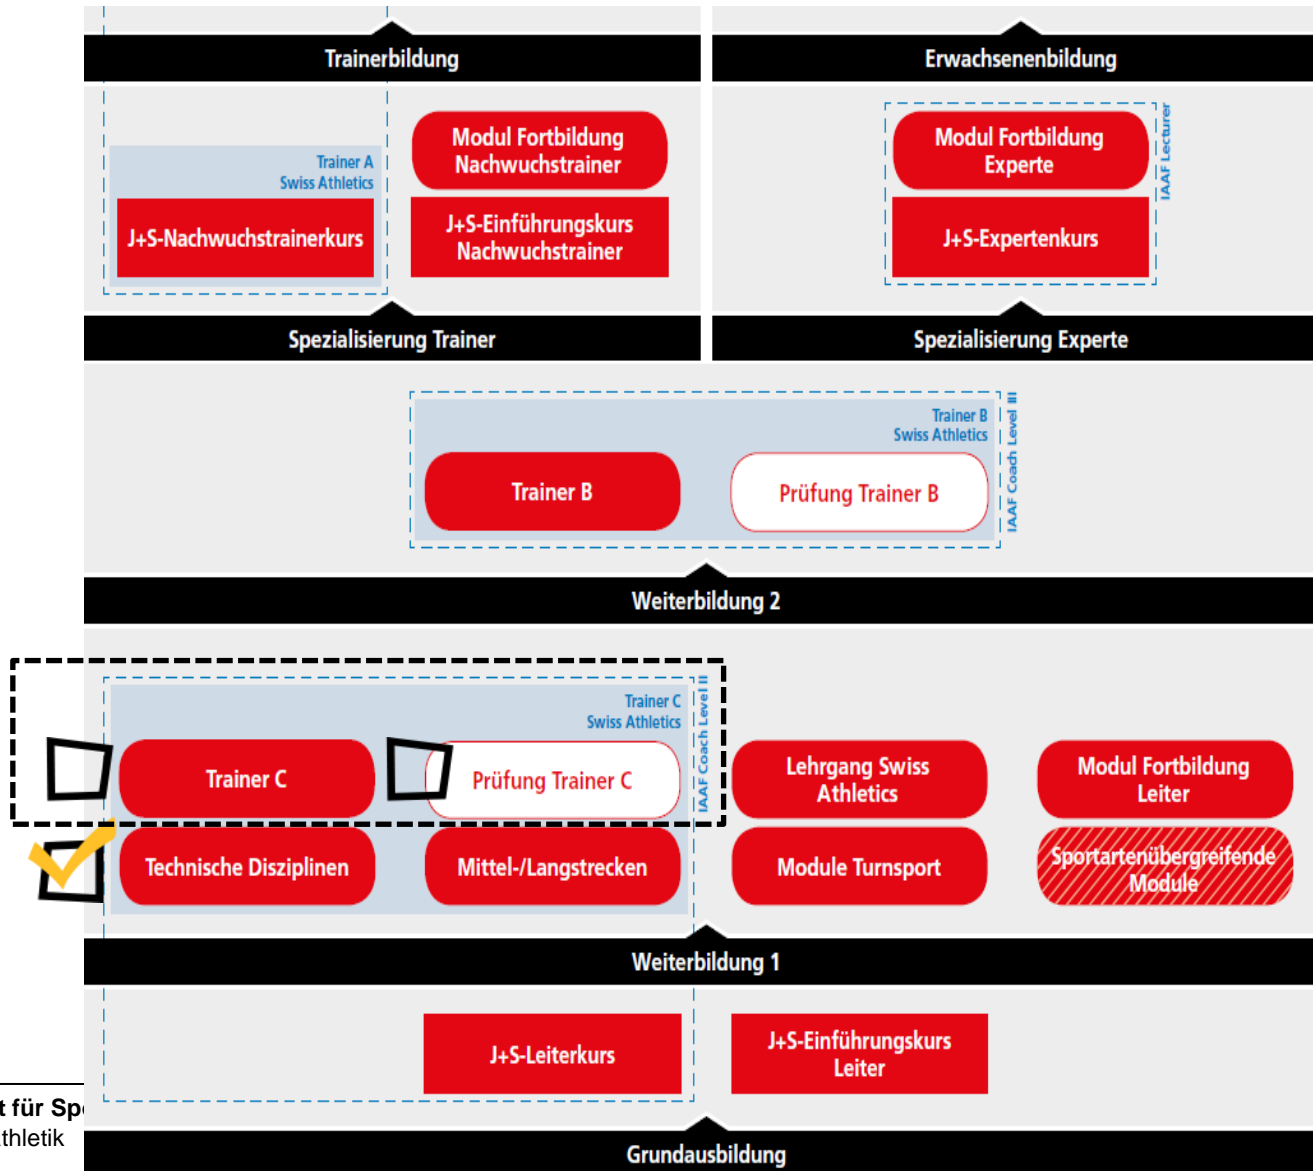 Trainerbildung
Erwachsenenbildung
Trainer A
Swiss Athletics
J+S-Nachwuchstrainerkurs
Modul Fortbildung
Nachwuchstrainer
J+S-Einführungskurs
Nachwuchstrainer
Modul Fortbildung
Experte
J+S-Expertenkurs
IAAF Lecturer
Spezialisierung Trainer
Spezialisierung Experte
Trainer B
Swiss Athletics
IAAF Coach Level III
Trainer B
Prüfung Trainer B
Weiterbildung 2
Trainer C
Swiss Athletics
IAAF Coach Level II
Trainer C
Prüfung Trainer C
Lehrgang Swiss
Athletics
Modul Fortbildung
Leiter
Technische Disziplinen
Mittel-/Langstrecken
Module Turnsport
Sportartenübergreifende
Module
Weiterbildung 1
J+S-Leiterkurs
J+S-Einführungskurs
Leiter
t für Sp
thletik
Grundausbildung